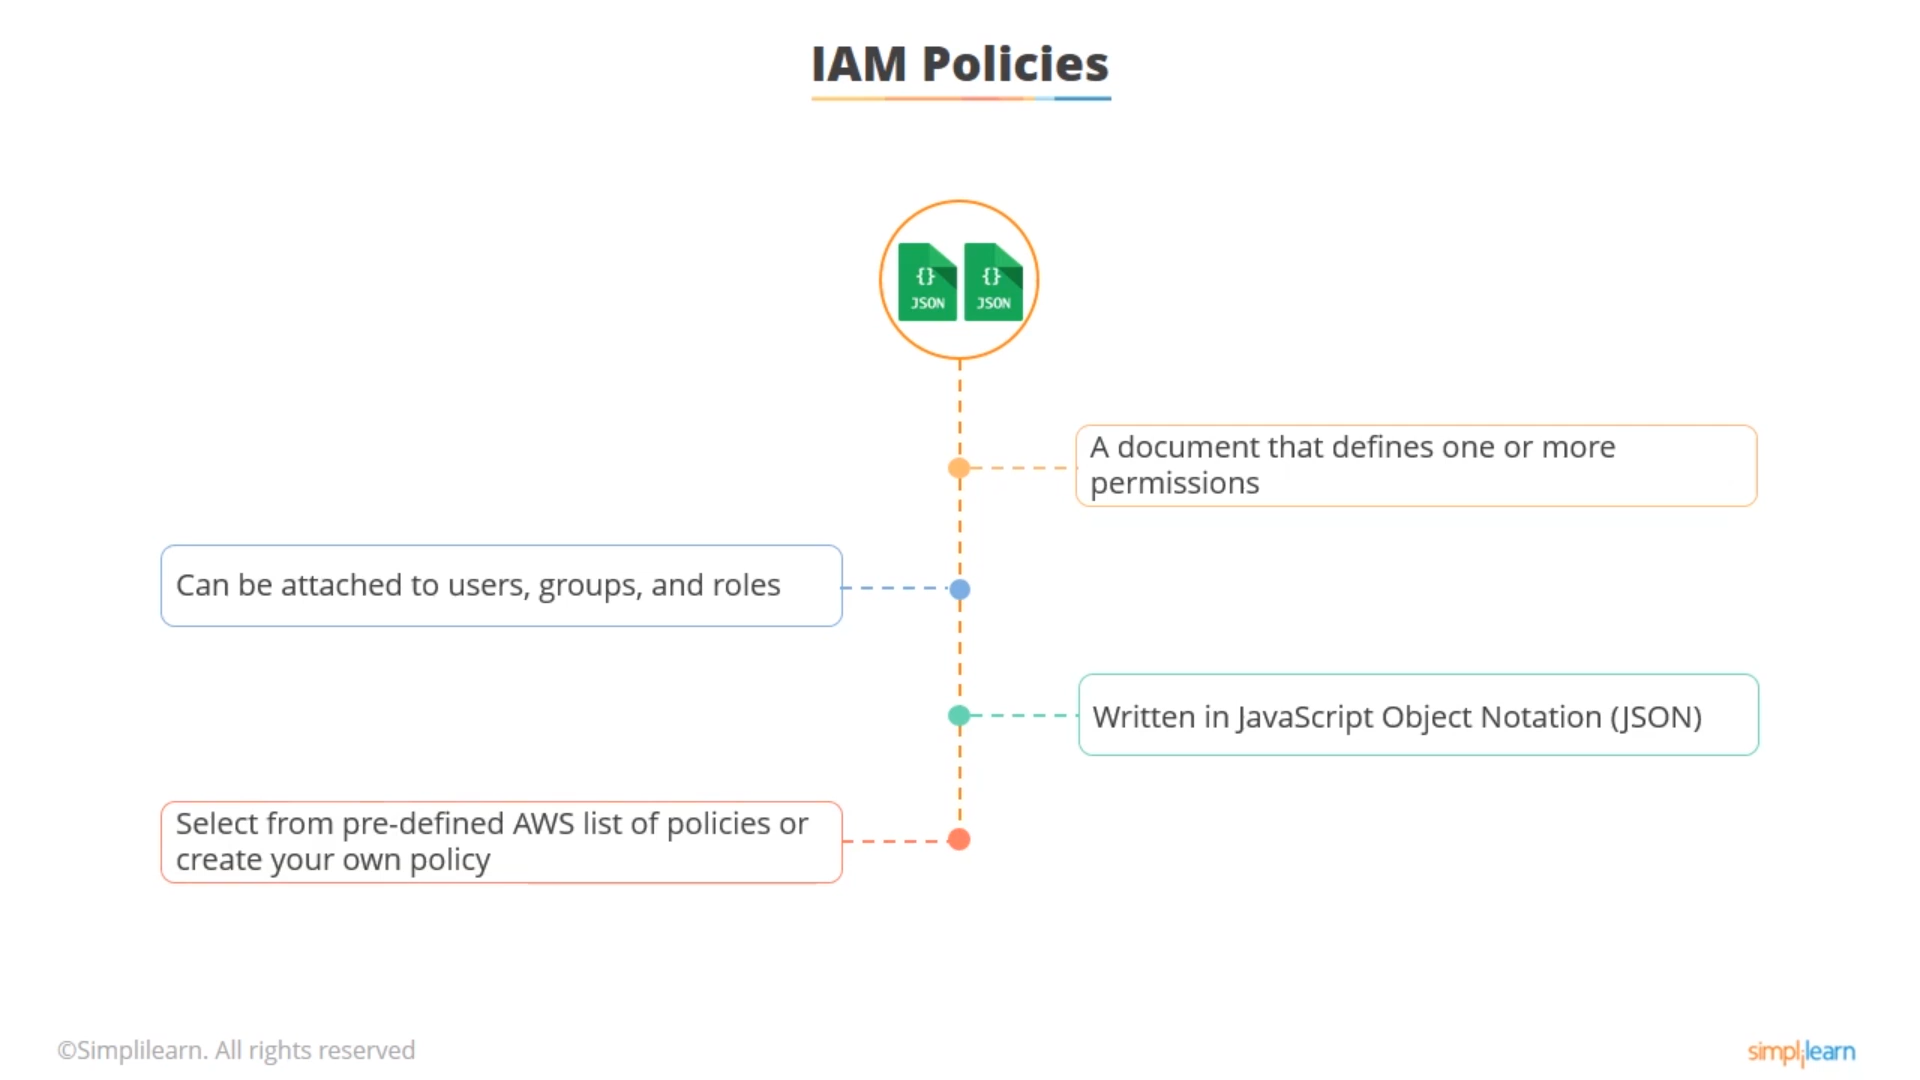 IAM Policies
{} {}
JSON JSON
A document that defines one or more
permissions
Can be attached to users, groups, and roles
Written in JavaScript Object Notation (JSON)
Select from pre-defined AWS list of policies or
create your own policy
©Simplilearn. All rights reserved
simplilearn